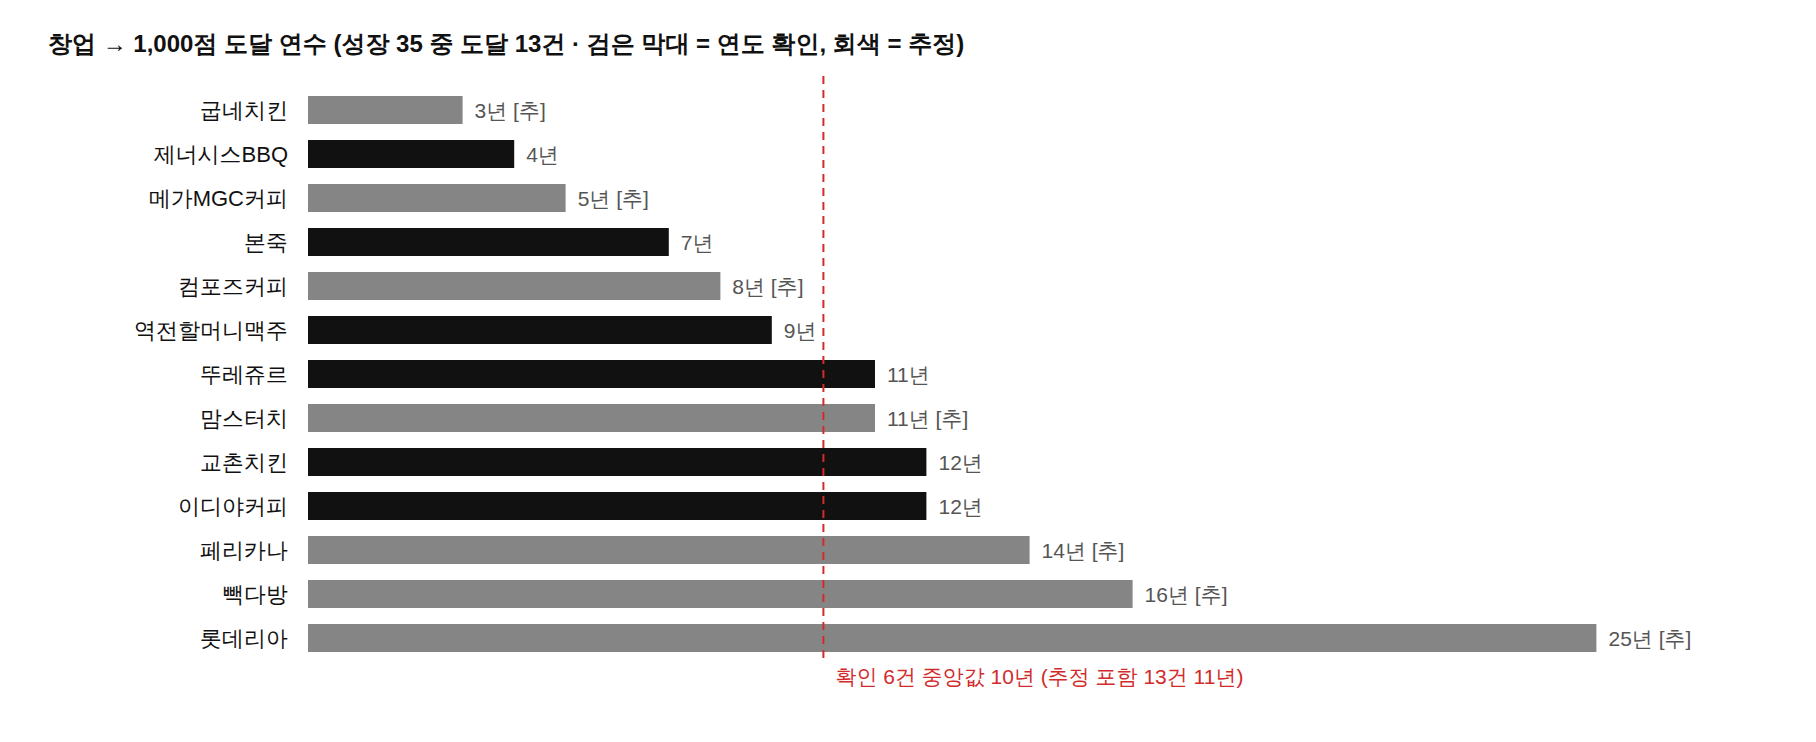 창업 → 1,000점 도달 연수 (성장 35 중 도달 13건 · 검은 막대 = 연도 확인, 회색 = 추정)
굽네치킨 3년 [추]
제너시스BBQ 4년
메가MGC커피 5년 [추]
본죽 7년
컴포즈커피 8년 [추]
역전할머니맥주 9년
뚜레쥬르 11년
맘스터치 11년 [추]
교촌치킨 12년
이디야커피 12년
페리카나 14년 [추]
빽다방 16년 [추]
롯데리아 25년 [추]
확인 6건 중앙값 10년 (추정 포함 13건 11년)